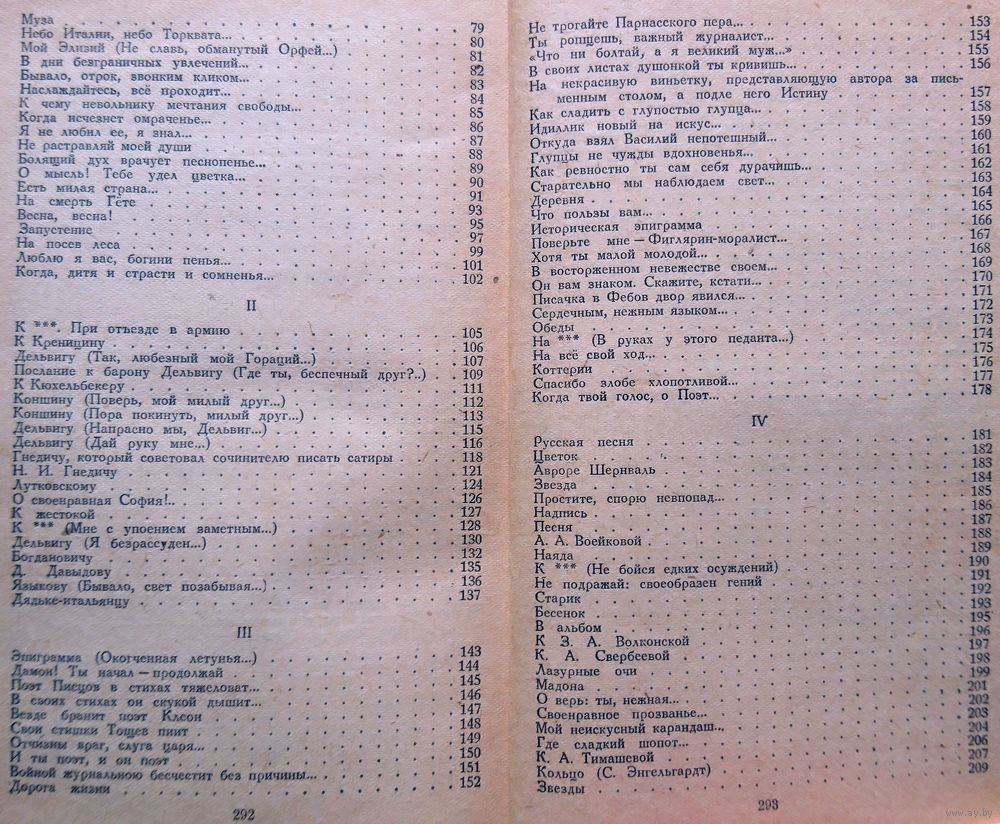 Муза 79
Небо Италии, небо Торквата... 80
Мой Элизий (Не славь, обманутый Орфей...) 81
В дни безграничных увлечений... 82
Бывало, отрок, звонким кликом... 83
Наслаждайтесь, всё проходит... 84
К чему невольнику мечтания свободы... 85
Когда исчезнет омраченье... 86
Я не любил ее, я знал... 87
Не растравляй моей души 88
Болящий дух врачует песнопенье... 89
О мысль! Тебе удел цветка... 90
Есть милая страна... 91
На смерть Гёте 93
Весна, весна! 95
Запустение 97
На посев леса 99
Люблю я вас, богини пенья... 101
Когда, дитя и страсти и сомненья... 102
II
К ***. При отъезде в армию 105
К Креницину 106
Дельвигу (Так, любезный мой Гораций...) 107
Послание к барону Дельвигу (Где ты, беспечный друг?..) 109
К Кюхельбекеру 111
Коншину (Поверь, мой милый друг...) 112
Коншину (Пора покинуть, милый друг...) 113
Дельвигу (Напрасно мы, Дельвиг...) 115
Дельвигу (Дай руку мне...) 116
Гнедичу, который советовал сочинителю писать сатиры 118
Н. И. Гнедичу 121
Лутковскому 124
О своенравная София!.. 126
К жестокой 127
К *** (Мне с упоением заметным...) 128
Дельвигу (Я безрассуден...) 130
Богдановичу 132
Д. Давыдову 135
Языкову (Бывало, свет позабывая...) 136
Дядьке-итальянцу 137
III
Эпиграмма (Окогченная летунья...) 143
Дамон! Ты начал — продолжай 144
Поэт Писцов в стихах тяжеловат... 145
В своих стихах он скукой дышит... 146
Везде бранит поэт Клеон 147
Свои стишки Тощев пиит 148
Отчизны враг, слуга царя... 149
И ты поэт, и он поэт 150
Войной журнальною бесчестит без причины... 151
Дорога жизни 152
292
Не трогайте Парнасского пера... 153
Ты ропщешь, важный журналист... 154
«Что ни болтай, а я великий муж...» 155
В своих листах душонкой ты кривишь... 156
На некрасивую виньетку, представляющую автора за пись-
менным столом, а подле него Истину 157
Как сладить с глупостью глупца... 158
Идиллик новый на искус... 159
Откуда взял Василий непотешный... 160
Глупцы не чужды вдохновенья... 161
Как ревностно ты сам себя дурачишь... 162
Старательно мы наблюдаем свет... 163
Деревня 164
Что пользы вам... 165
Историческая эпиграмма 166
Поверьте мне — Фиглярин-моралист... 167
Хотя ты малой молодой... 168
В восторженном невежестве своем... 169
Он вам знаком. Скажите, кстати... 170
Писачка в Фебов двор явился... 171
Сердечным, нежным языком... 172
Обеды 173
На *** (В руках у этого педанта...) 174
На всё свой ход... 175
Коттерии 176
Спасибо злобе хлопотливой... 177
Когда твой голос, о Поэт... 178
IV
Русская песня 181
Цветок 182
Авроре Шернваль 183
Звезда 184
Простите, спорю невпопад... 185
Надпись 186
Песня 187
А. А. Воейковой 188
Наяда 189
К *** (Не бойся едких осуждений) 190
Не подражай: своеобразен гений 191
Старик 192
Бесенок 193
В альбом 195
К З. А. Волконской 196
К. А. Свербеевой 197
Лазурные очи 198
Мадона 199
О верь: ты, нежная... 201
Своенравное прозванье... 202
Мой неискусный карандаш... 203
Где сладкий шопот... 204
К. А. Тимашевой 206
Кольцо (С. Энгельгардт) 207
Звезды 209
293
www.ay.by